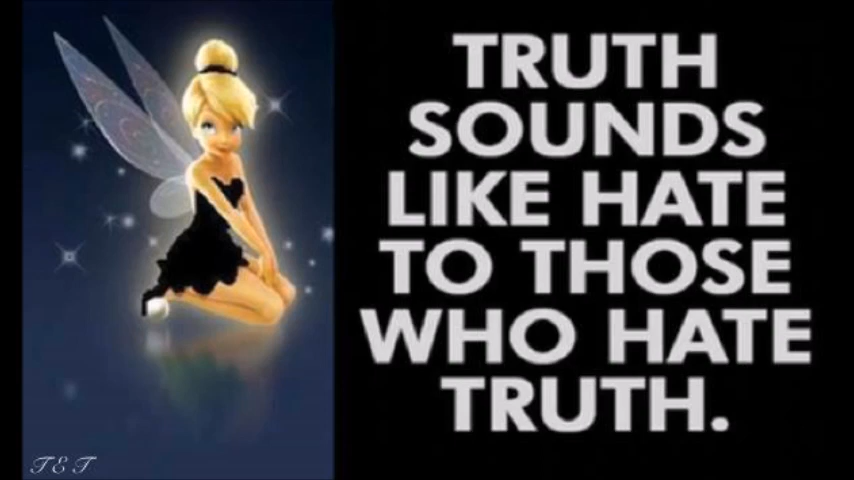 TRUTH
SOUNDS
LIKE HATE
TO THOSE
WHO HATE
TRUTH.
T&T